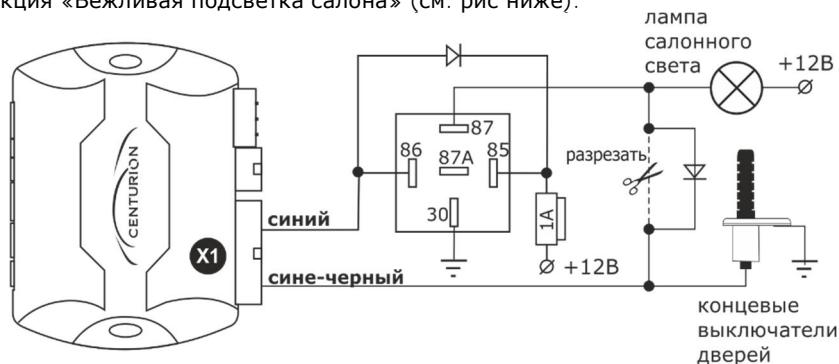 кция «Вежливая подсветка салона» (см. рис ниже).
лампа
салонного
света
+12В
87
86
87А
85
30
разрезать
1А
+12В
CENTURION
X1
синий
сине-черный
концевые
выключатели
дверей